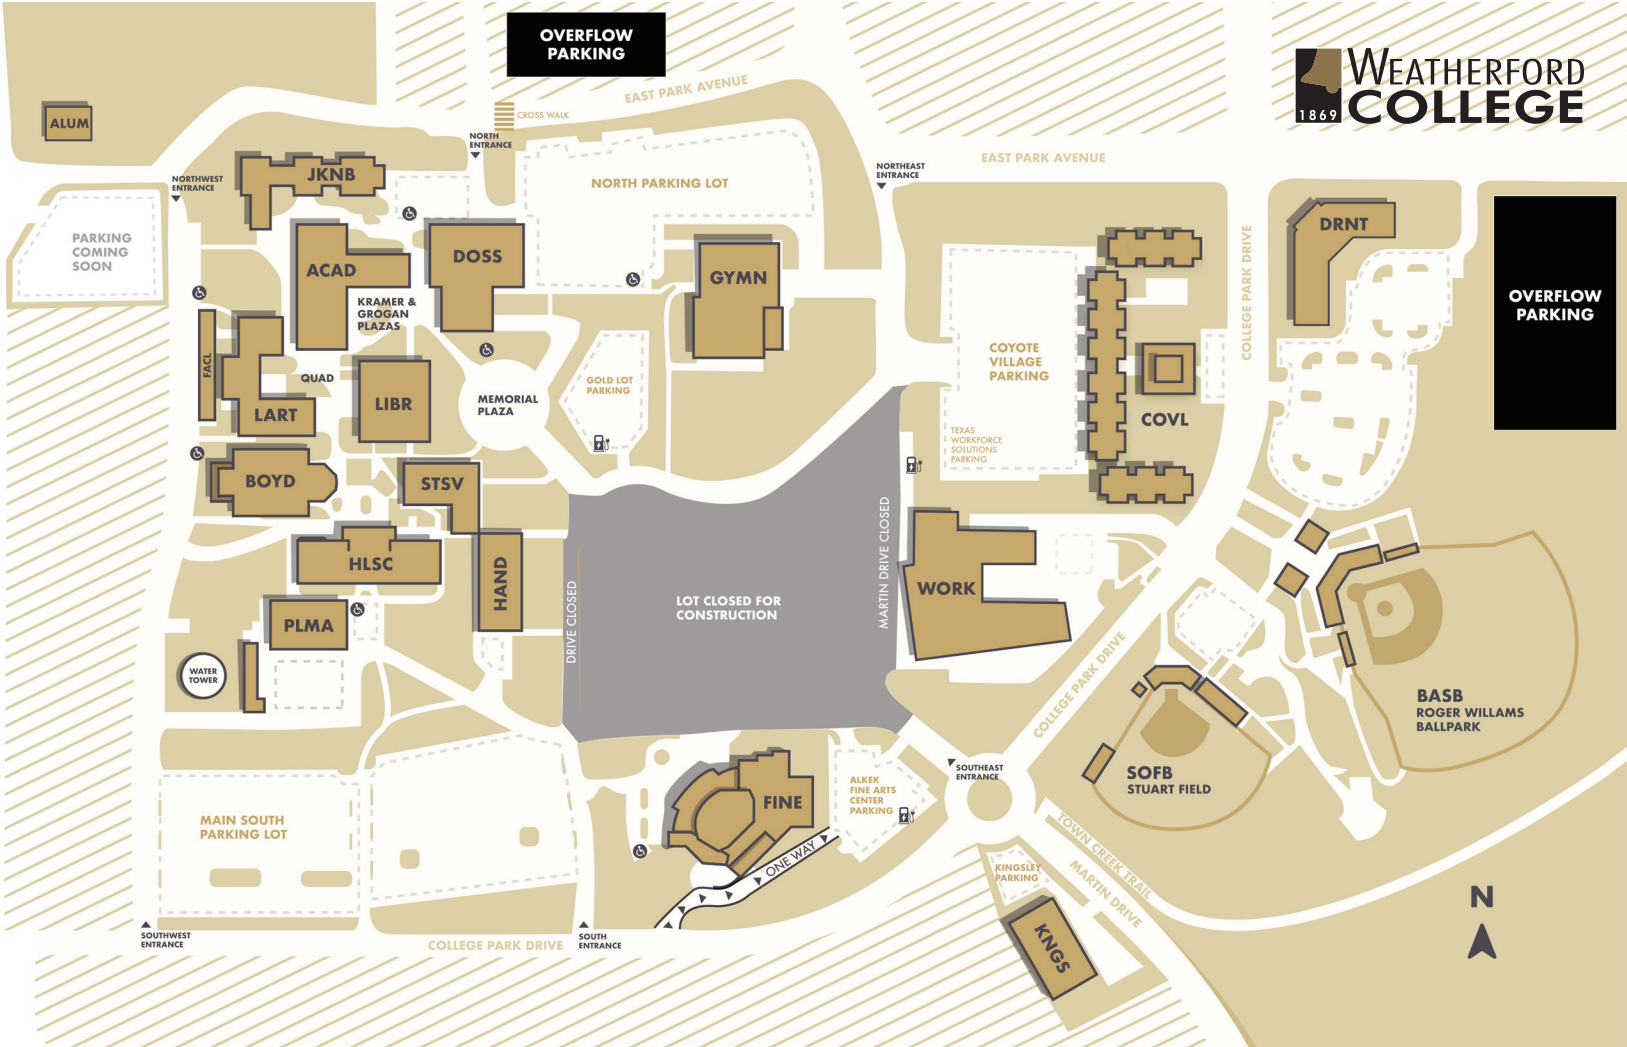 OVERFLOW
PARKING
WEATHERFORD
COLLEGE
1869
EAST PARK AVENUE
CROSS WALK
NORTH
ENTRANCE
ALUM
NORTHWEST
ENTRANCE
JKNB
NORTH PARKING LOT
NORTHEAST
ENTRANCE
EAST PARK AVENUE
PARKING
COMING
SOON
ACAD
DOSS
GYMN
DRNT
COLLEGE PARK DRIVE
OVERFLOW
PARKING
KRAMER &
GROGAN
PLAZAS
FACL
QUAD
LART
LIBR
MEMORIAL
PLAZA
GOLD LOT
PARKING
COYOTE
VILLAGE
PARKING
COVL
TEXAS
WORKFORCE
SOLUTIONS
PARKING
BOYD
STSV
HLSC
HAND
PLMA
WATER
TOWER
DRIVE CLOSED
LOT CLOSED FOR
CONSTRUCTION
MARTIN DRIVE CLOSED
WORK
COLLEGE PARK DRIVE
BASB
ROGER WILLAMS
BALLPARK
SOFB
STUART FIELD
SOUTHEAST
ENTRANCE
MAIN SOUTH
PARKING LOT
FINE
ALKEK
FINE ARTS
CENTER
PARKING
ONE WAY
TOWN CREEK TRAIL
MARTIN DRIVE
KINGSLEY
PARKING
KNGS
N
SOUTHWEST
ENTRANCE
COLLEGE PARK DRIVE
SOUTH
ENTRANCE